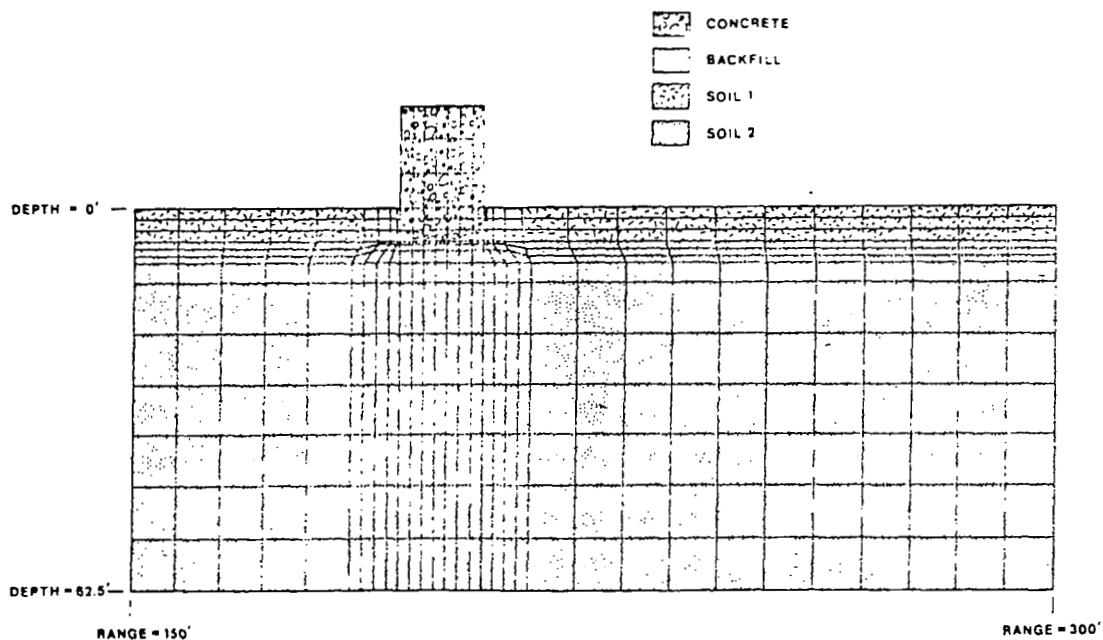 CONCRETE
BACKFILL
SOIL 1
SOIL 2
DEPTH = 0'
DEPTH = 62.5'
RANGE = 150'
RANGE = 300'